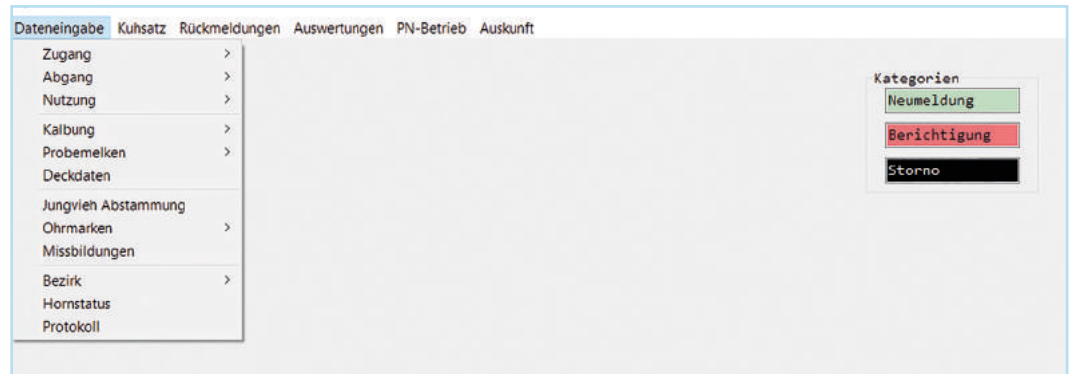 Dateneingabe Kuhsatz Rückmeldungen Auswertungen PN-Betrieb Auskunft
Zugang >
Abgang >
Nutzung >
Kalbung >
Probemelken >
Deckdaten
Jungvieh Abstammung
Ohrmarken >
Missbildungen
Bezirk >
Hornstatus
Protokoll
Kategorien
Neumeldung
Berichtigung
Storno